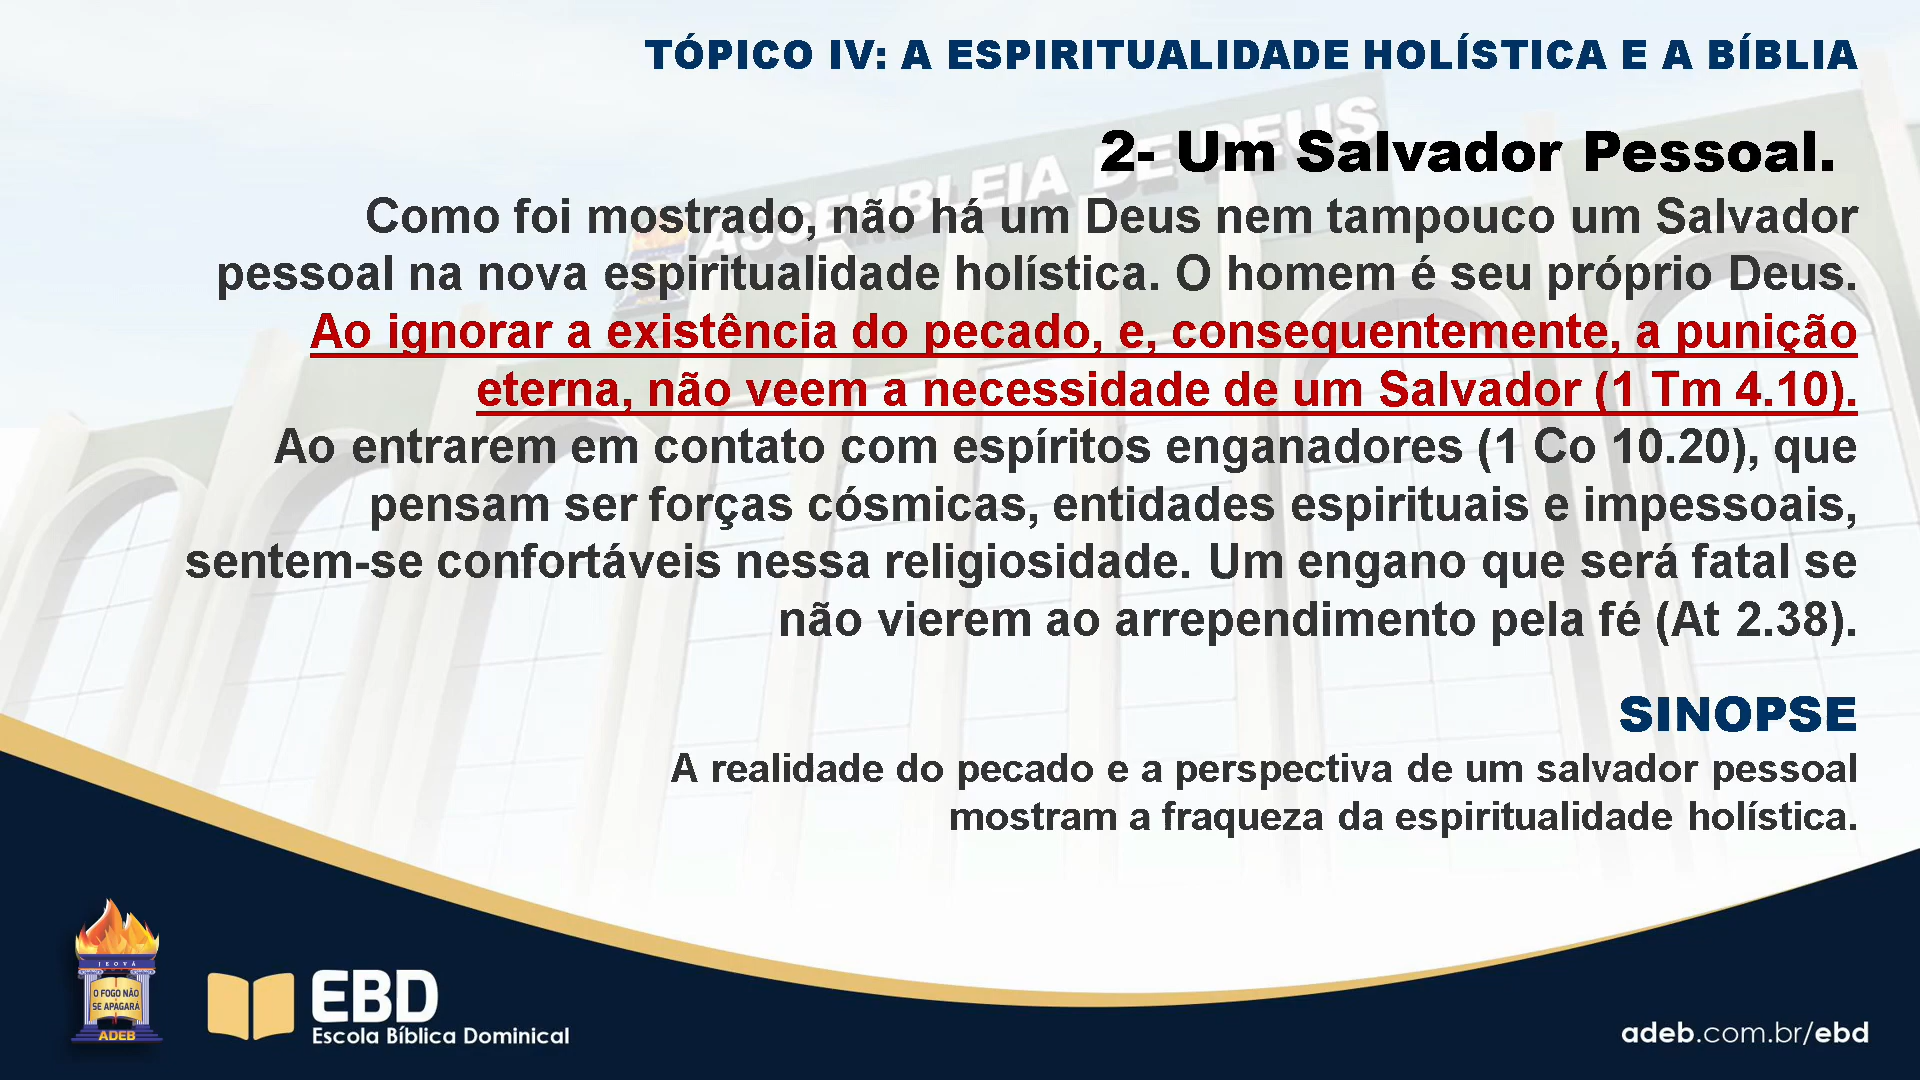 TÓPICO IV: A ESPIRITUALIDADE HOLÍSTICA E A BÍBLIA
ASSEMBLEIA DE DEUS
2- Um Salvador Pessoal.
Como foi mostrado, não há um Deus nem tampouco um Salvador
pessoal na nova espiritualidade holística. O homem é seu próprio Deus.
Ao ignorar a existência do pecado, e, consequentemente, a punição
eterna, não veem a necessidade de um Salvador (1 Tm 4.10).
Ao entrarem em contato com espíritos enganadores (1 Co 10.20), que
pensam ser forças cósmicas, entidades espirituais e impessoais,
sentem-se confortáveis nessa religiosidade. Um engano que será fatal se
não vierem ao arrependimento pela fé (At 2.38).
SINOPSE
A realidade do pecado e a perspectiva de um salvador pessoal
mostram a fraqueza da espiritualidade holística.
JEOVÁ
O FOGO NÃO
SE APAGARÁ
ADEB
EBD
Escola Bíblica Dominical
adeb.com.br/ebd